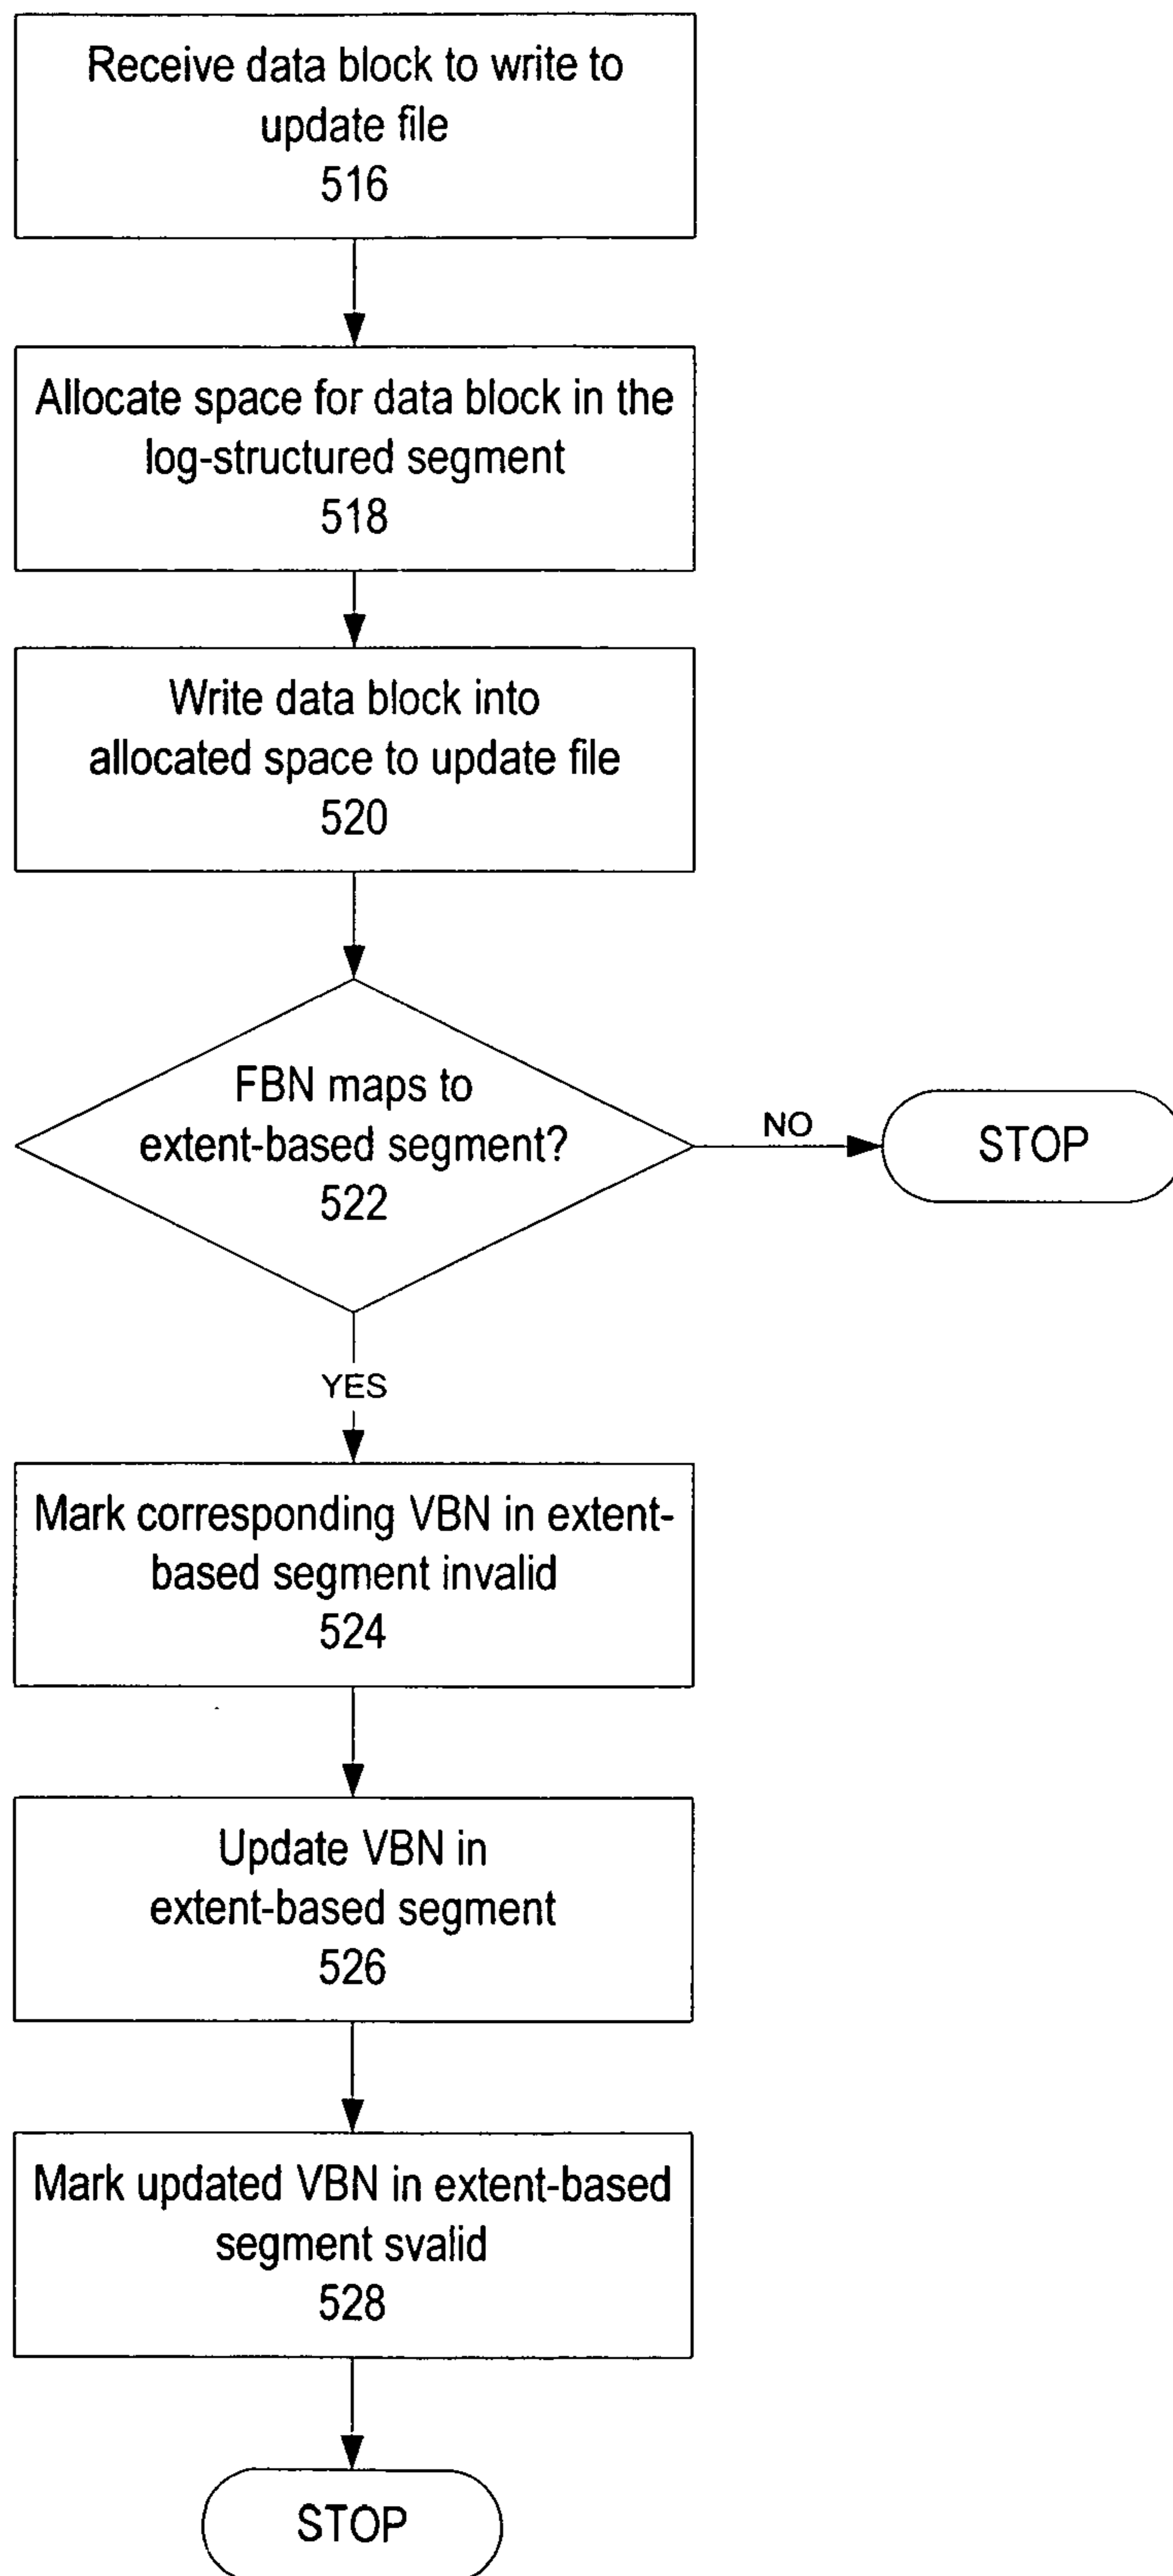 Receive data block to write to
update file
516
Allocate space for data block in the
log-structured segment
518
Write data block into
allocated space to update file
520
FBN maps to
extent-based segment?
522
NO
STOP
YES
Mark corresponding VBN in extent-
based segment invalid
524
Update VBN in
extent-based segment
526
Mark updated VBN in extent-based
segment svalid
528
STOP